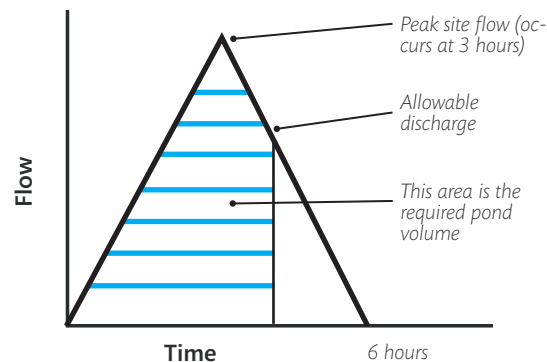 Peak site flow (oc-
curs at 3 hours)
Allowable
discharge
This area is the
required pond
volume
Flow
Time
6 hours